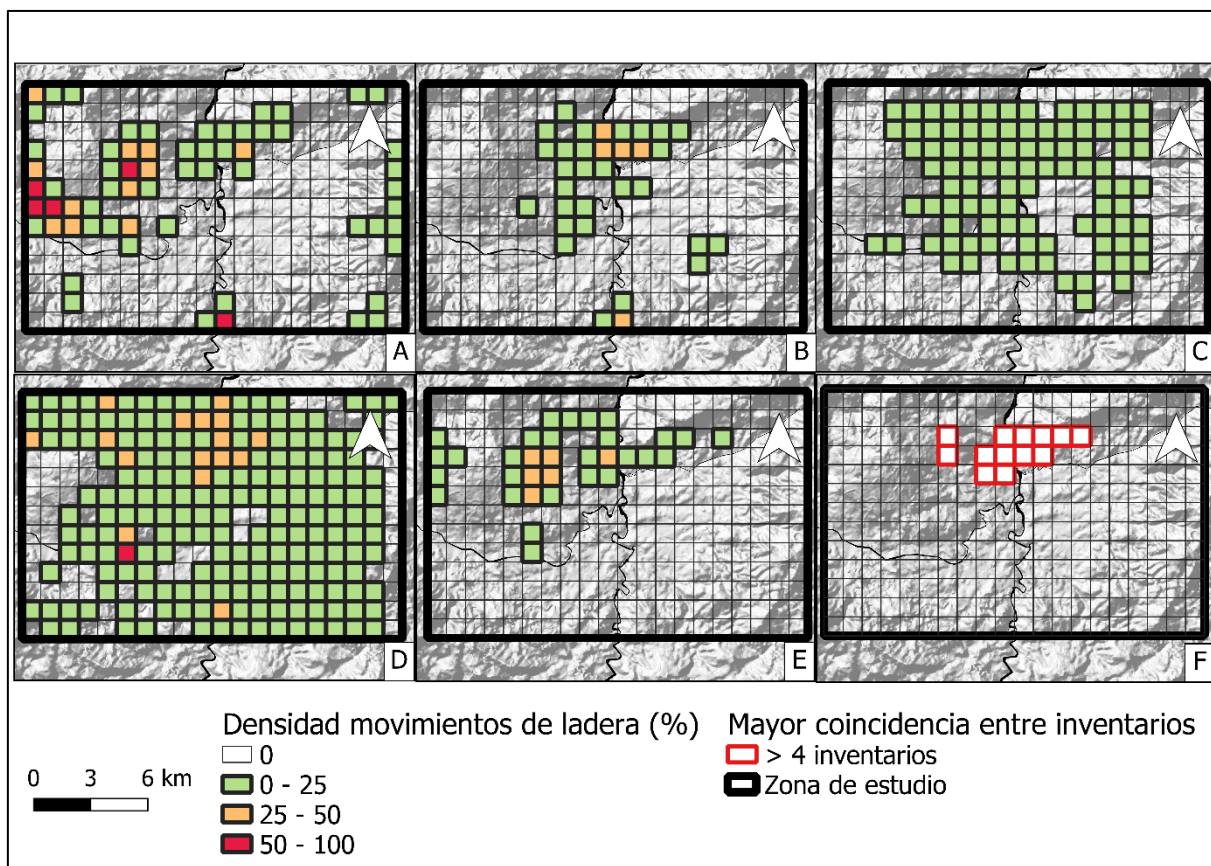 A
B
C
D
E
F
Densidad movimientos de ladera (%)
0
0 - 25
25 - 50
50 - 100
Mayor coincidencia entre inventarios
> 4 inventarios
Zona de estudio
0 3 6 km